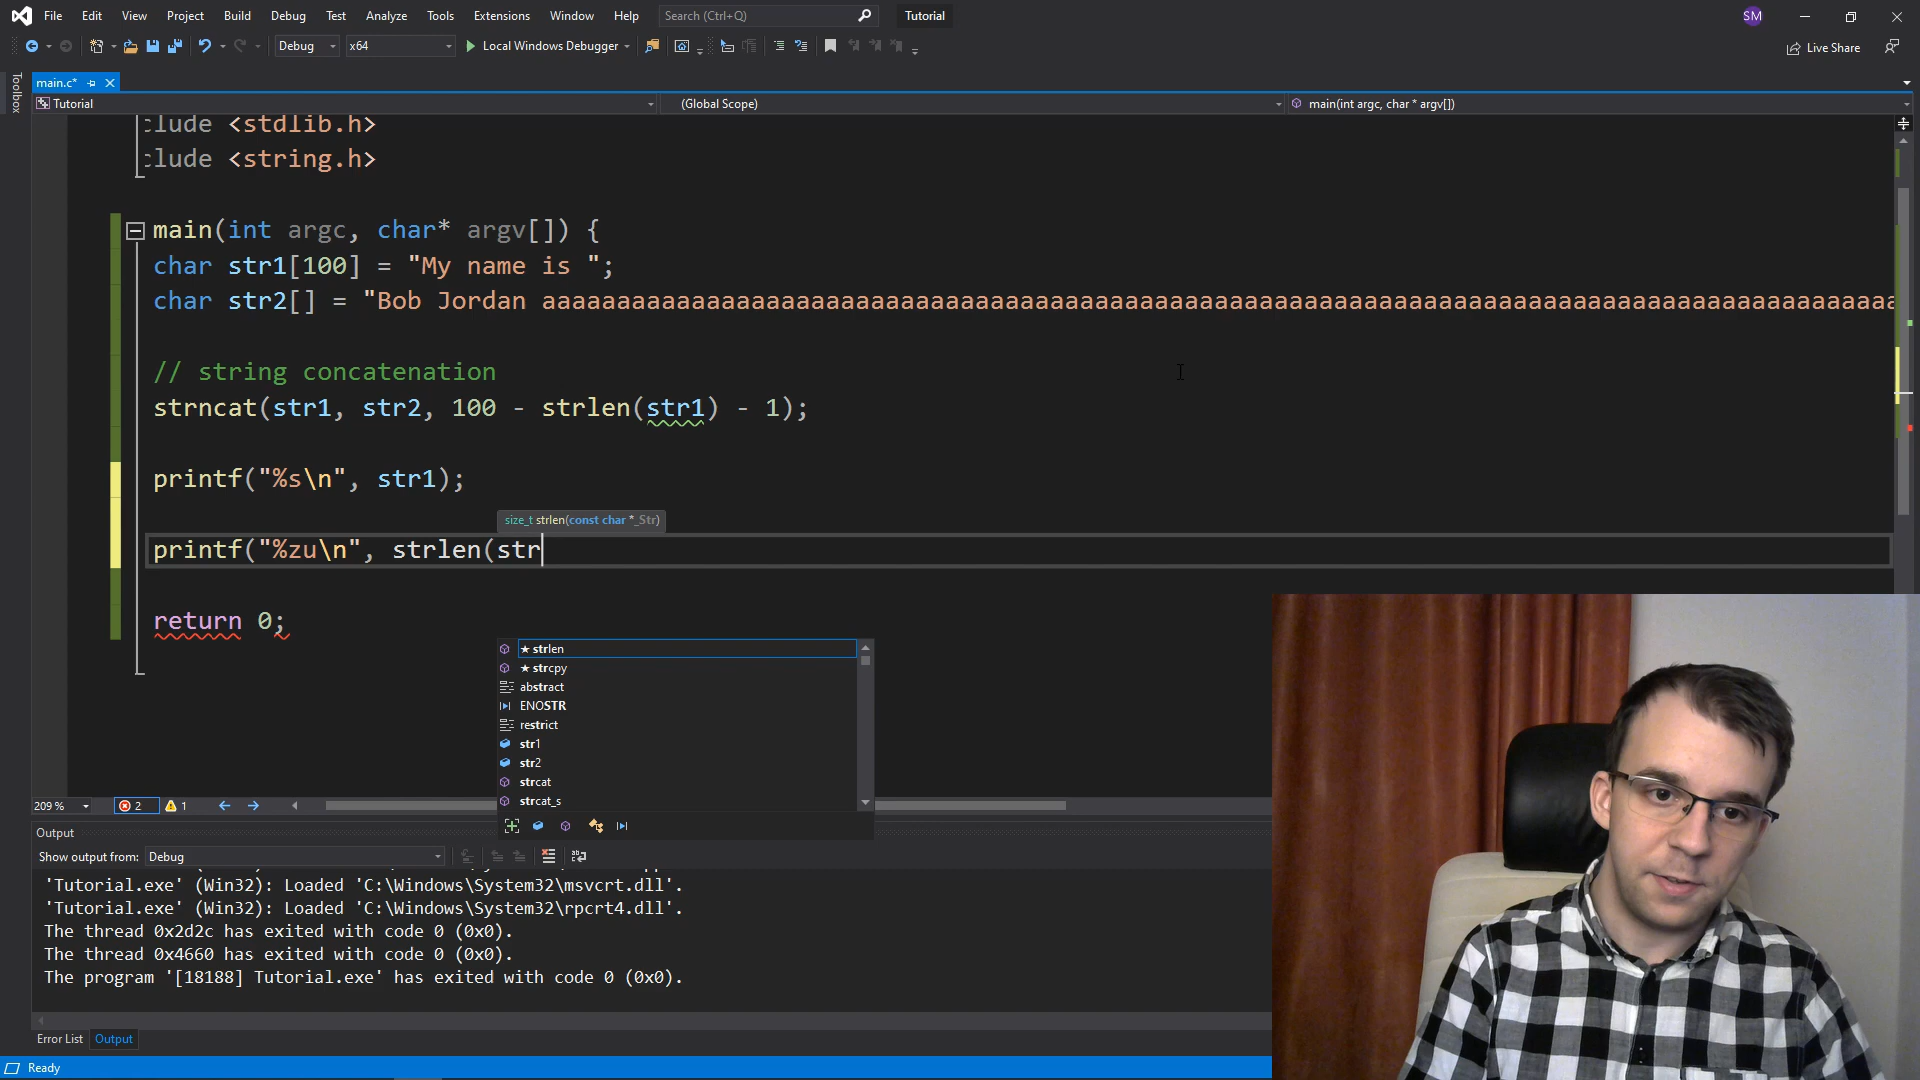 File Edit View Project Build Debug Test Analyze Tools Extensions Window Help Search (Ctrl+Q) Tutorial SM
Debug x64 Local Windows Debugger Live Share
Toolbox
main.c*
Tutorial (Global Scope) main(int argc, char * argv[])
clude <stdlib.h>
clude <string.h>
main(int argc, char* argv[]) {
char str1[100] = "My name is ";
char str2[] = "Bob Jordan
// string concatenation
strncat(str1, str2, 100 - strlen(str1) - 1);
printf("%s\n", str1);
size_t strlen(const char *_Str)
printf("%zu\n", strlen(str
return 0;
★ strlen
★ strcpy
abstract
ENOSTR
restrict
str1
str2
strcat
strcat_s
209 % 2 1
Output
Show output from: Debug
'Tutorial.exe' (Win32): Loaded 'C:\Windows\System32\msvcrt.dll'.
'Tutorial.exe' (Win32): Loaded 'C:\Windows\System32\rpcrt4.dll'.
The thread 0x2d2c has exited with code 0 (0x0).
The thread 0x4660 has exited with code 0 (0x0).
The program '[18188] Tutorial.exe' has exited with code 0 (0x0).
Error List Output
Ready